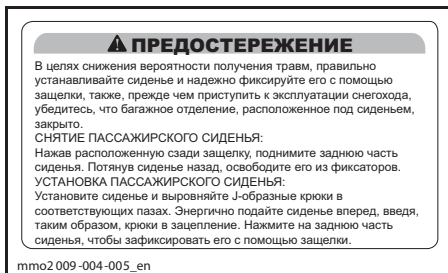 ПРЕДОСТЕРЕЖЕНИЕ
В целях снижения вероятности получения травм, правильно
устанавливайте сиденье и надежно фиксируйте его с помощью
защелки, также, прежде чем приступить к эксплуатации снегохода,
убедитесь, что багажное отделение, расположенное под сиденьем,
закрыто.
СНЯТИЕ ПАССАЖИРСКОГО СИДЕНЬЯ:
Нажав расположенную сзади защелку, поднимите заднюю часть
сиденья. Потянув сиденье назад, освободите его из фиксаторов.
УСТАНОВКА ПАССАЖИРСКОГО СИДЕНЬЯ:
Установите сиденье и выровняйте J-образные крюки в
соответствующих пазах. Энергично подайте сиденье вперед, введя,
таким образом, крюки в зацепление. Нажмите на заднюю часть
сиденья, чтобы зафиксировать его с помощью защелки.
mmo2009-004-005_en